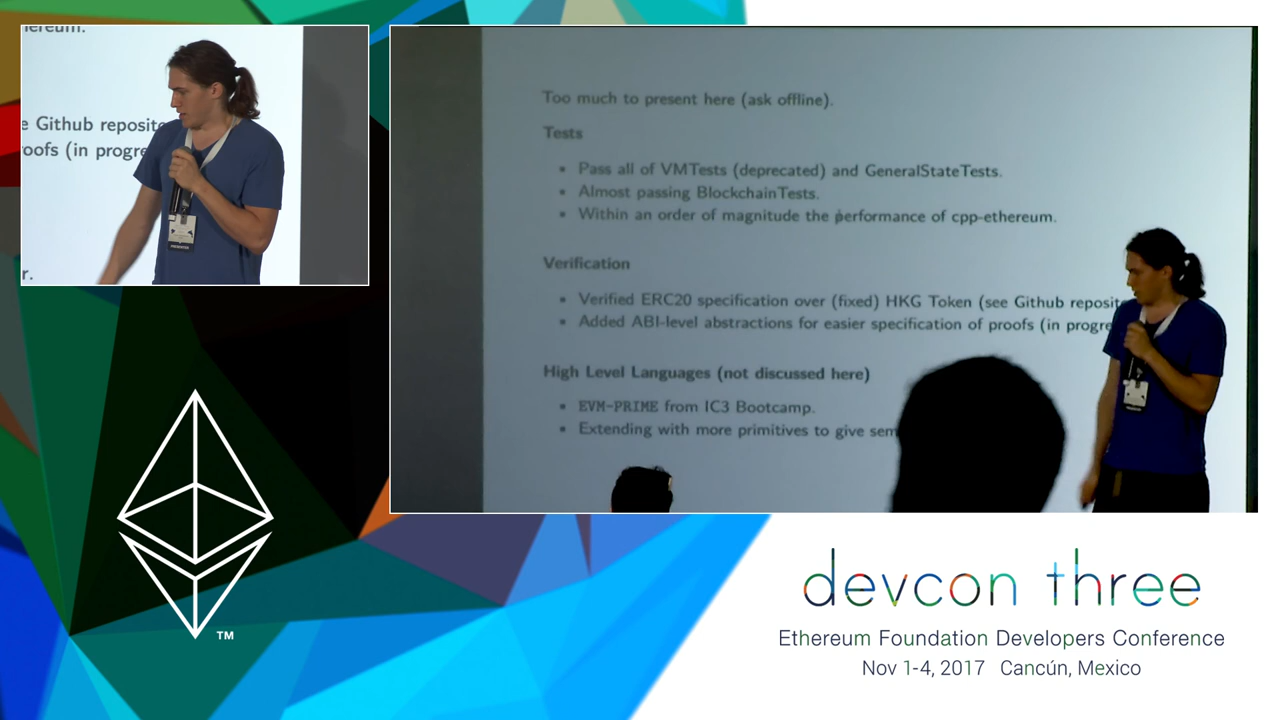 ereum.
e Github reposit
oofs (in progre
r.
Too much to present here (ask offline).
Tests
• Pass all of VMTests (deprecated) and GeneralStateTests.
• Almost passing BlockchainTests.
• Within an order of magnitude the performance of cpp-ethereum.
Verification
• Verified ERC20 specification over (fixed) HKG Token (see Github reposit
• Added ABI-level abstractions for easier specification of proofs (in progre
High Level Languages (not discussed here)
• EVM-PRIME from IC3 Bootcamp.
• Extending with more primitives to give sem
TM
devcon three
Ethereum Foundation Developers Conference
Nov 1-4, 2017 Cancún, Mexico